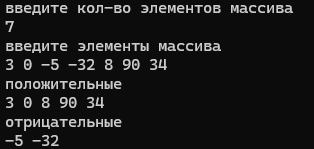 введите кол-во элементов массива
7
введите элементы массива
3 0 -5 -32 8 90 34
положительные
3 0 8 90 34
отрицательные
-5 -32